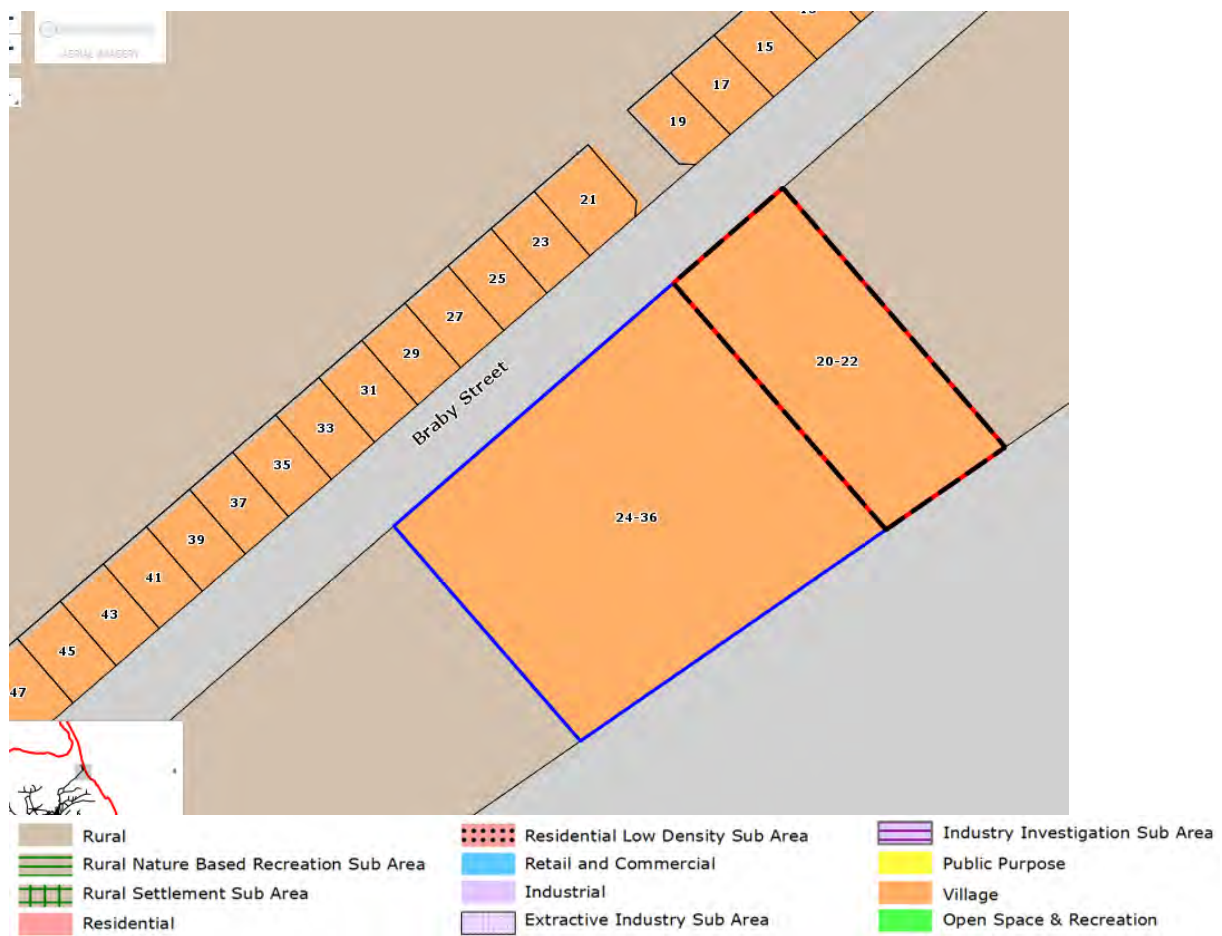 AERIAL IMAGERY
15
17
19
21
23
25
27
29
31
33
35
37
39
41
43
45
47
Braby Street
20-22
24-36
Rural
Rural Nature Based Recreation Sub Area
Rural Settlement Sub Area
Residential
Residential Low Density Sub Area
Retail and Commercial
Industrial
Extractive Industry Sub Area
Industry Investigation Sub Area
Public Purpose
Village
Open Space & Recreation